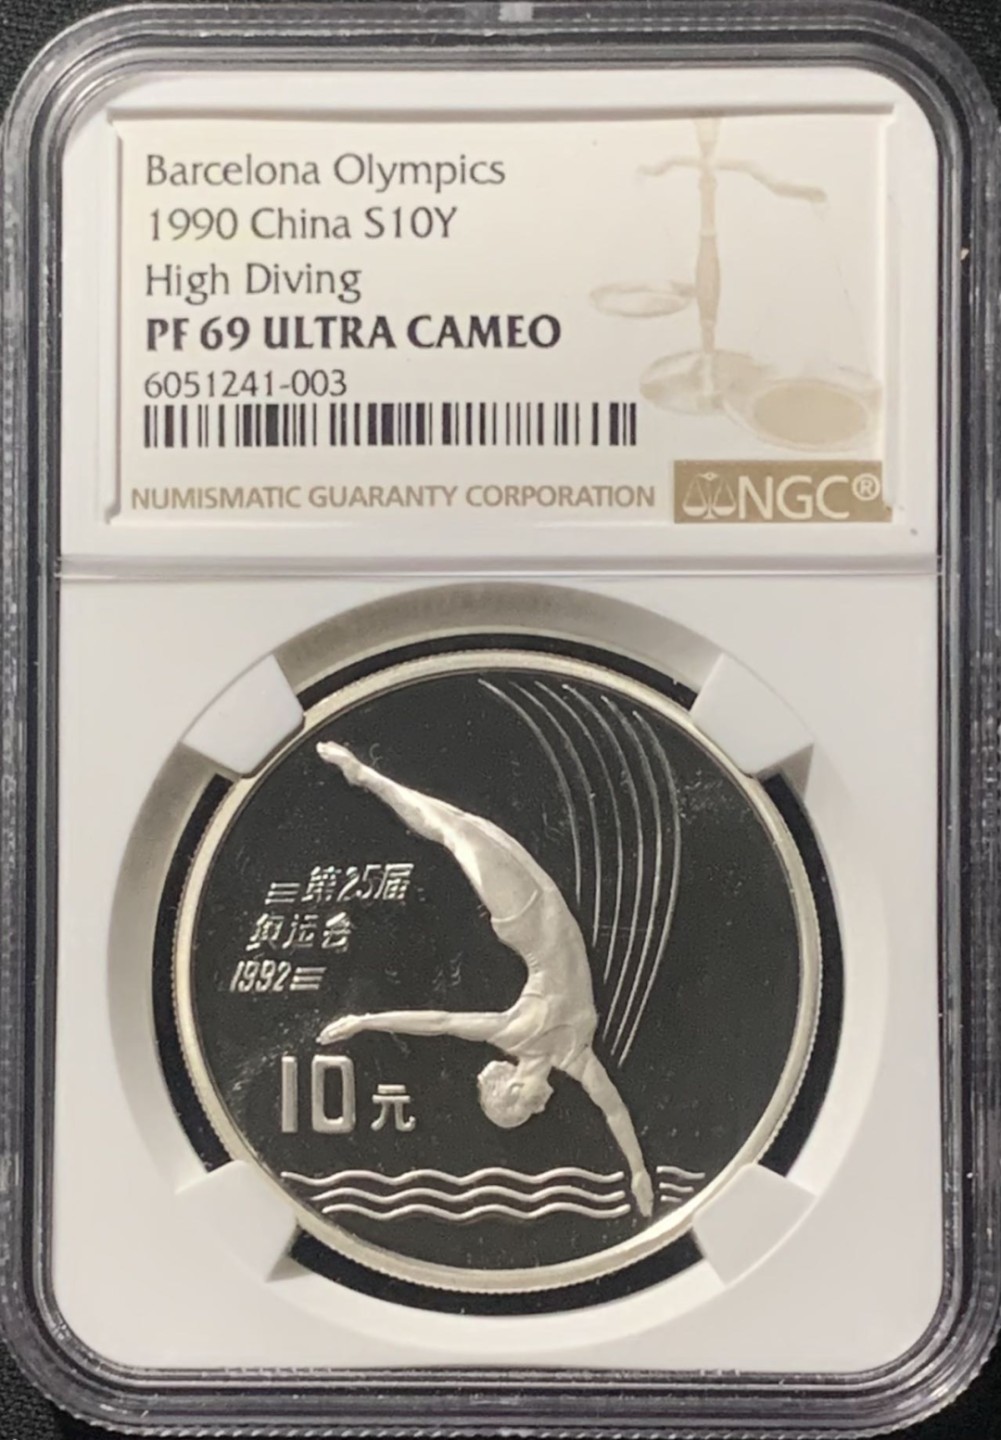 Barcelona Olympics
1990 China S10Y
High Diving
PF 69 ULTRA CAMEO
6051241-003
NUMISMATIC GUARANTY CORPORATION
NGC®
第25届
奥运会
1992
10元